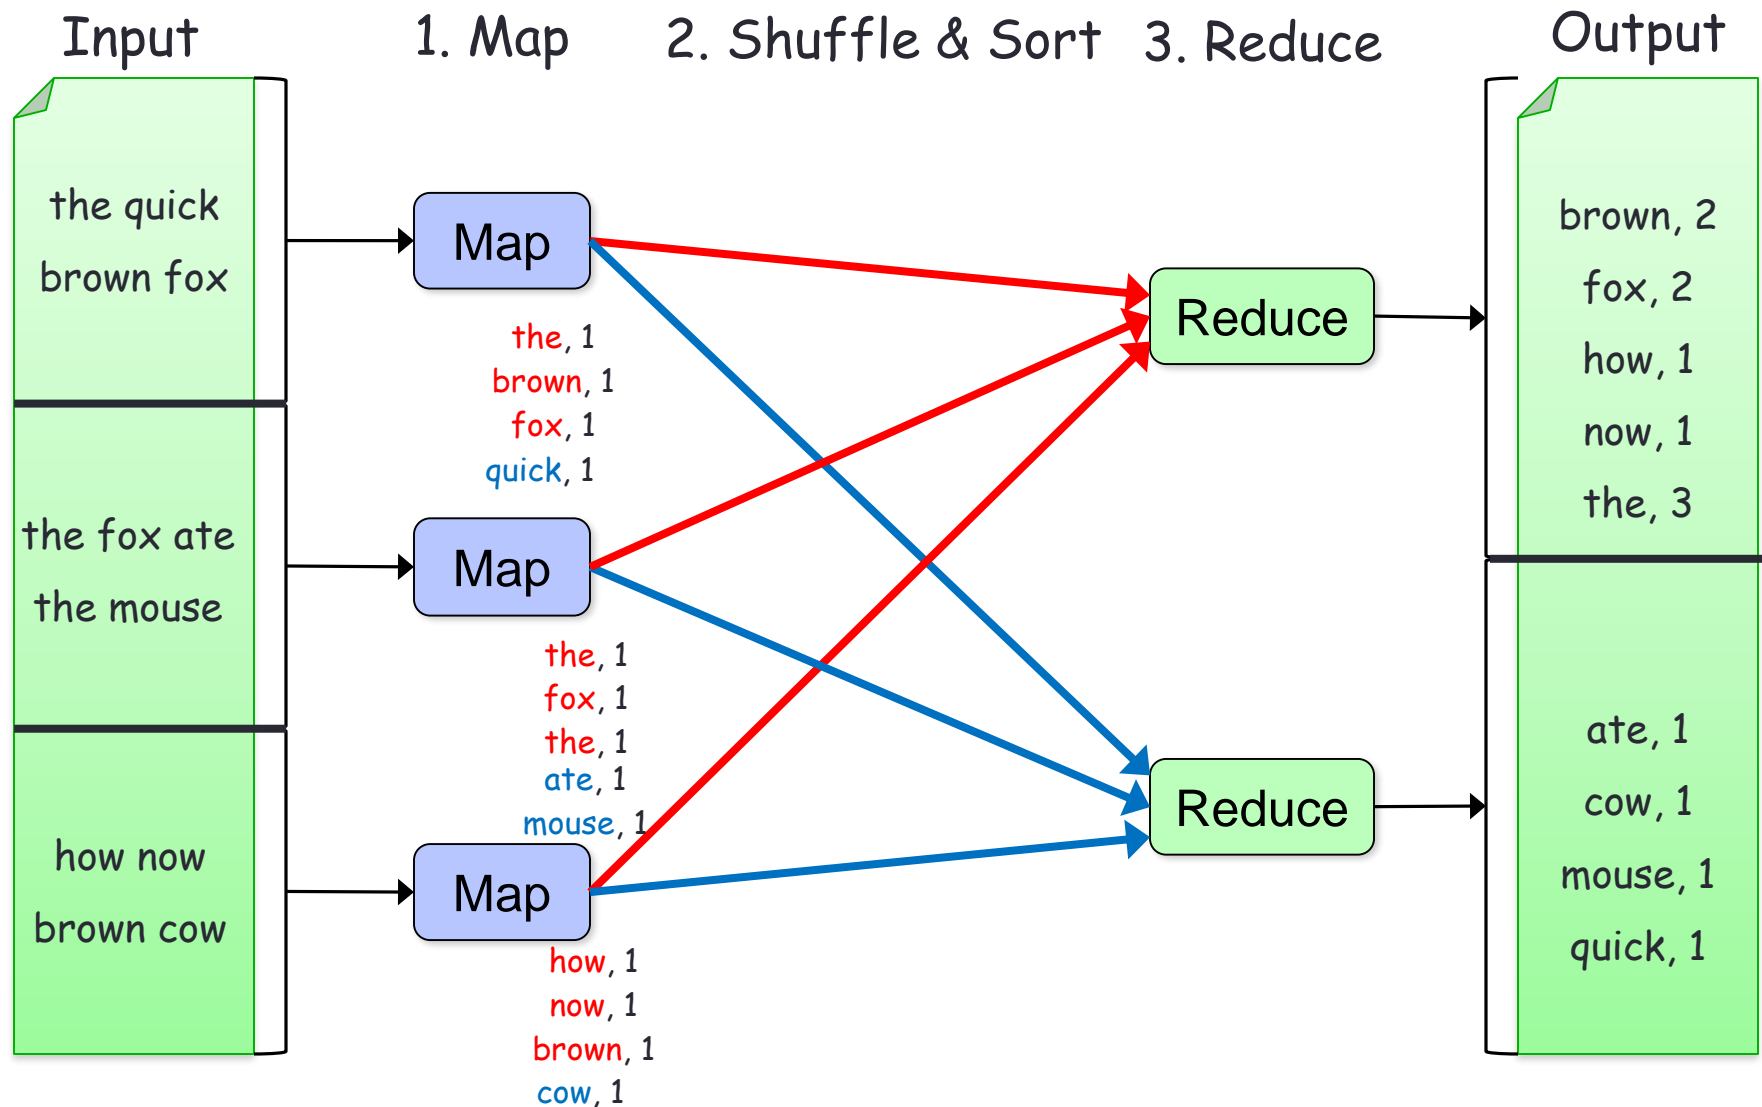 Input
1. Map
2. Shuffle & Sort
3. Reduce
Output
the quick
brown fox
the fox ate
the mouse
how now
brown cow
Map
the, 1
brown, 1
fox, 1
quick, 1
Map
the, 1
fox, 1
the, 1
ate, 1
mouse, 1
Map
how, 1
now, 1
brown, 1
cow, 1
Reduce
Reduce
brown, 2
fox, 2
how, 1
now, 1
the, 3
ate, 1
cow, 1
mouse, 1
quick, 1